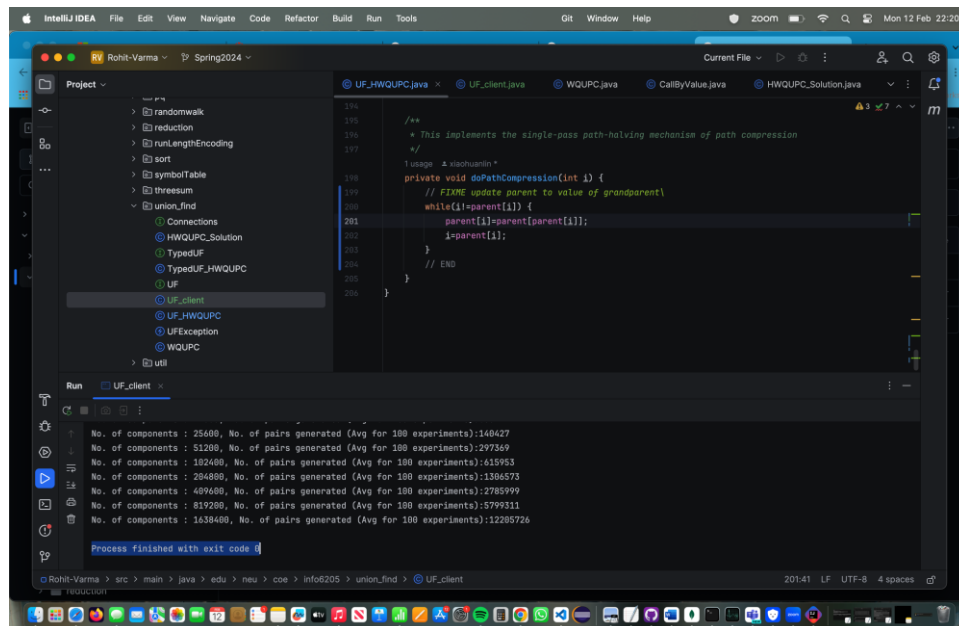 IntelliJ IDEA File Edit View Navigate Code Refactor Build Run Tools Git Window Help zoom Mon 12 Feb 22:20
RV Rohit-Varma Spring2024 Current File
Project
UF_HWQUPC.java UF_client.java WQUPC.java CallByValue.java HWQUPC_Solution.java
pq
randomwalk
reduction
runLengthEncoding
sort
symbolTable
threesum
union_find
Connections
HWQUPC_Solution
TypedUF
TypedUF_HWQUPC
UF
UF_client
UF_HWQUPC
UFException
WQUPC
util
3 7
m
194
195 /**
196 * This implements the single-pass path-halving mechanism of path compression
197 */
1 usage xiaohuanlin *
198 private void doPathCompression(int i) {
199 // FIXME update parent to value of grandparent\
200 while(i!=parent[i]) {
201 parent[i]=parent[parent[i]];
202 i=parent[i];
203 }
204 // END
205 }
206 }
Run UF_client
No. of components : 25600, No. of pairs generated (Avg for 100 experiments):140427
No. of components : 51200, No. of pairs generated (Avg for 100 experiments):297369
No. of components : 102400, No. of pairs generated (Avg for 100 experiments):615953
No. of components : 204800, No. of pairs generated (Avg for 100 experiments):1306573
No. of components : 409600, No. of pairs generated (Avg for 100 experiments):2785999
No. of components : 819200, No. of pairs generated (Avg for 100 experiments):5799311
No. of components : 1638400, No. of pairs generated (Avg for 100 experiments):12205726
Process finished with exit code 0
Rohit-Varma > src > main > java > edu > neu > coe > info6205 > union_find > UF_client 201:41 LF UTF-8 4 spaces
reduction